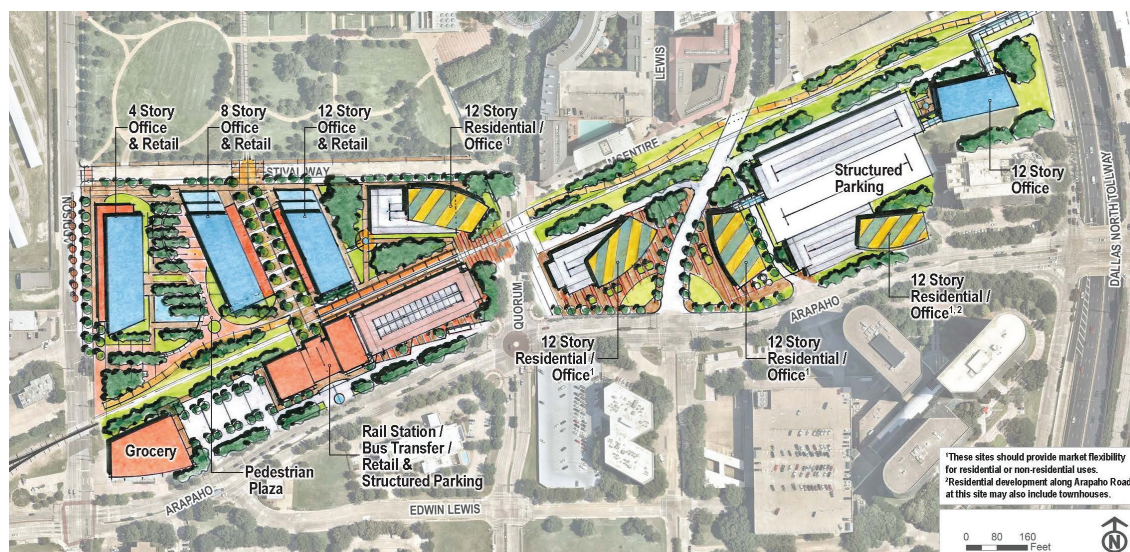 4 Story
Office
& Retail
8 Story
Office
& Retail
12 Story
Office
& Retail
12 Story
Residential /
Office ¹
LEWIS
STIVAL WAY
CENTRE
ADDISON
Structured
Parking
12 Story
Office
DALLAS NORTH TOLLWAY
QUORUM
ARAPAHO
12 Story
Residential /
Office¹,²
12 Story
Residential /
Office¹
12 Story
Residential /
Office¹
Grocery
Pedestrian
Plaza
Rail Station /
Bus Transfer /
Retail &
Structured Parking
ARAPAHO
EDWIN LEWIS
¹These sites should provide market flexibility
for residential or non-residential uses.
²Residential development along Arapaho Road
at this site may also include townhouses.
0 80 160
Feet
N